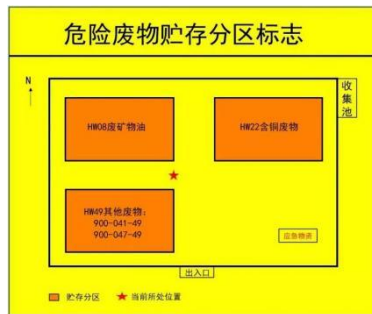 危险废物贮存分区标志
N
收集池
HW08废矿物油
HW22含铜废物
HW49其他废物:
900-041-49
900-047-49
应急物资
出入口
贮存分区
当前所处位置